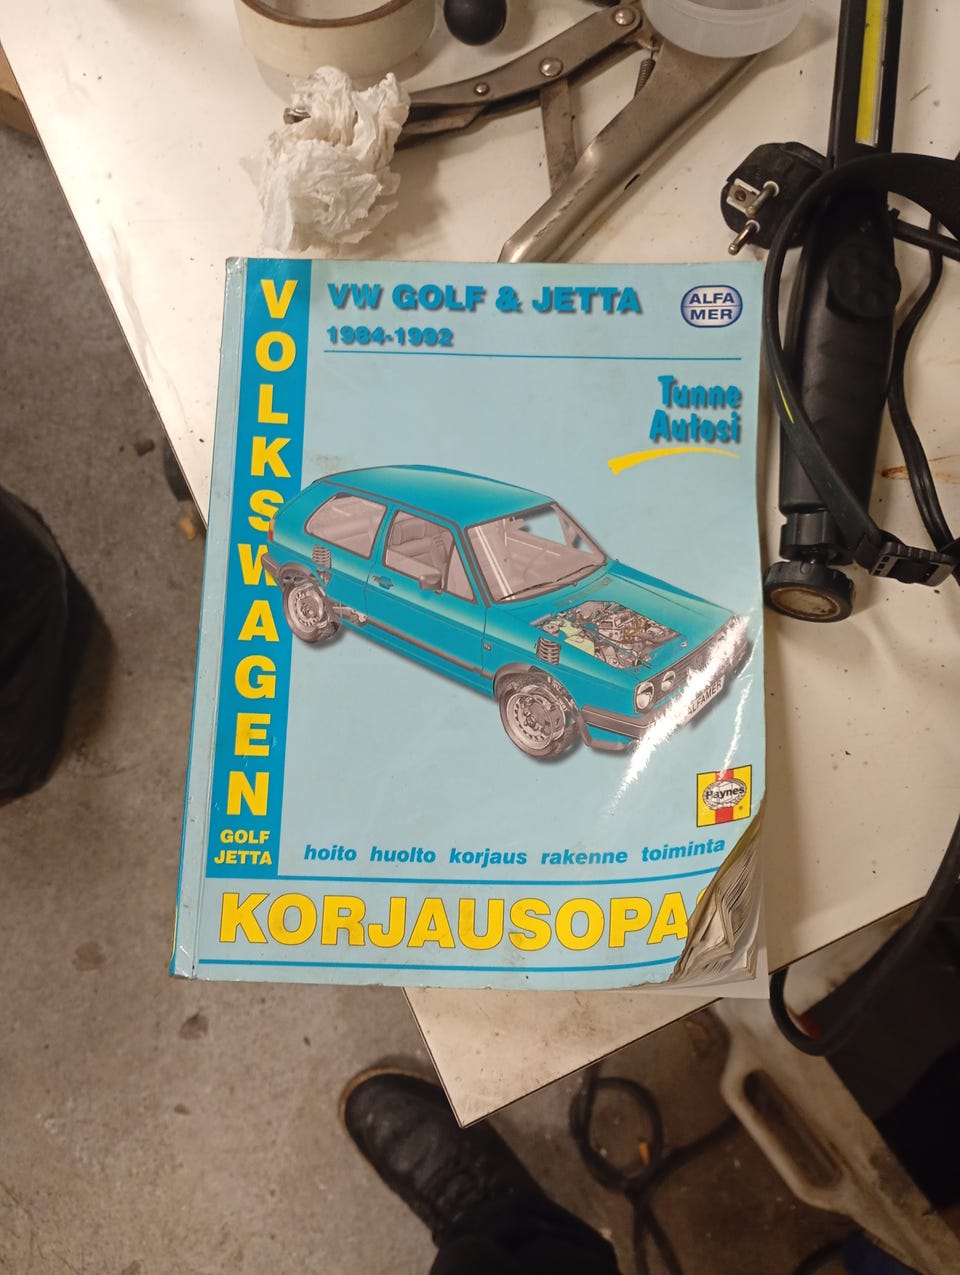 VOLKSWAGEN
GOLF
JETTA
VW GOLF & JETTA
1984-1992
ALFA
MER
Tunne
Autosi
ALFAMER
Haynes
hoito huolto korjaus rakenne toiminta
KORJAUSOPA